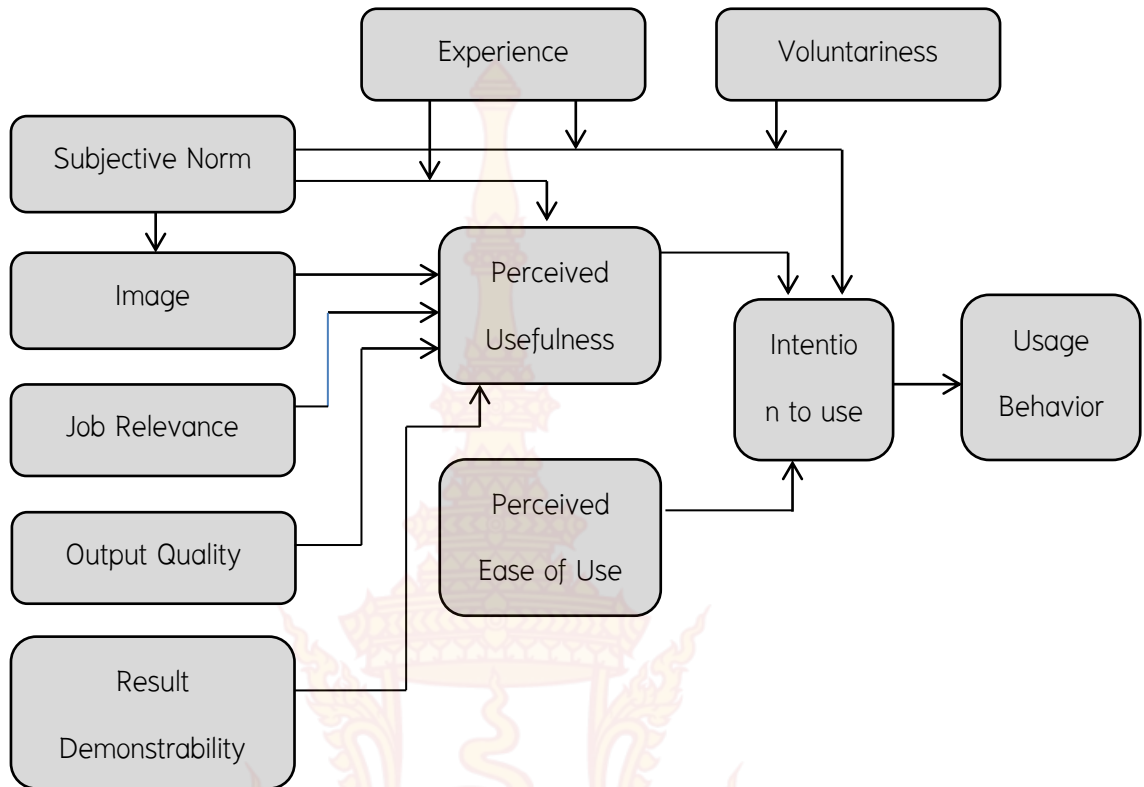 Experience
Voluntariness
Subjective Norm
Image
Perceived
Usefulness
Intentio
n to use
Usage
Behavior
Job Relevance
Perceived
Ease of Use
Output Quality
Result
Demonstrability